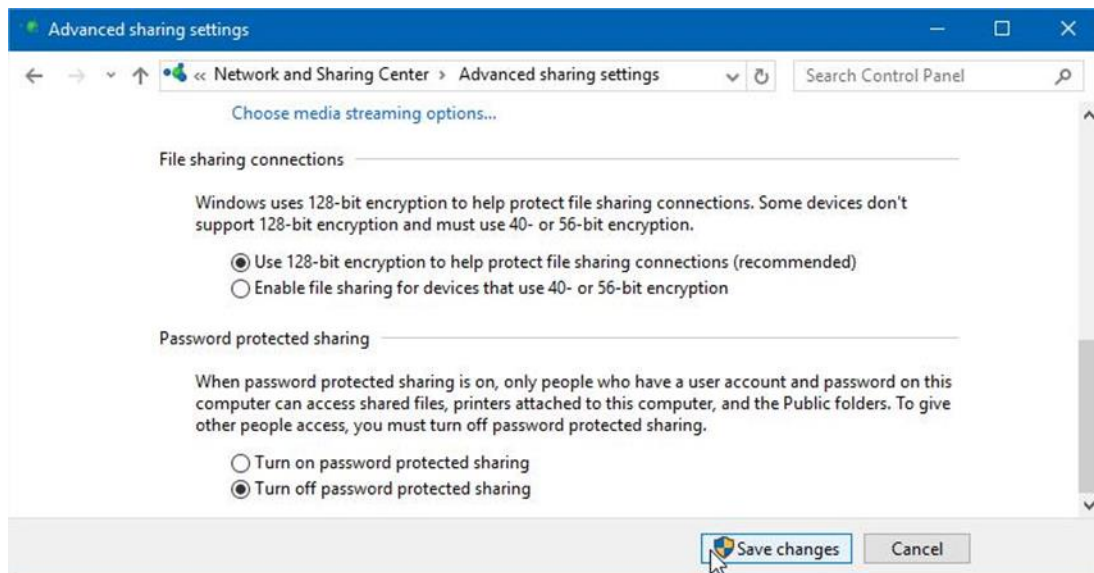 Advanced sharing settings
« Network and Sharing Center › Advanced sharing settings
Search Control Panel
Choose media streaming options...
File sharing connections
Windows uses 128-bit encryption to help protect file sharing connections. Some devices don't
support 128-bit encryption and must use 40- or 56-bit encryption.
Use 128-bit encryption to help protect file sharing connections (recommended)
Enable file sharing for devices that use 40- or 56-bit encryption
Password protected sharing
When password protected sharing is on, only people who have a user account and password on this
computer can access shared files, printers attached to this computer, and the Public folders. To give
other people access, you must turn off password protected sharing.
Turn on password protected sharing
Turn off password protected sharing
Save changes
Cancel